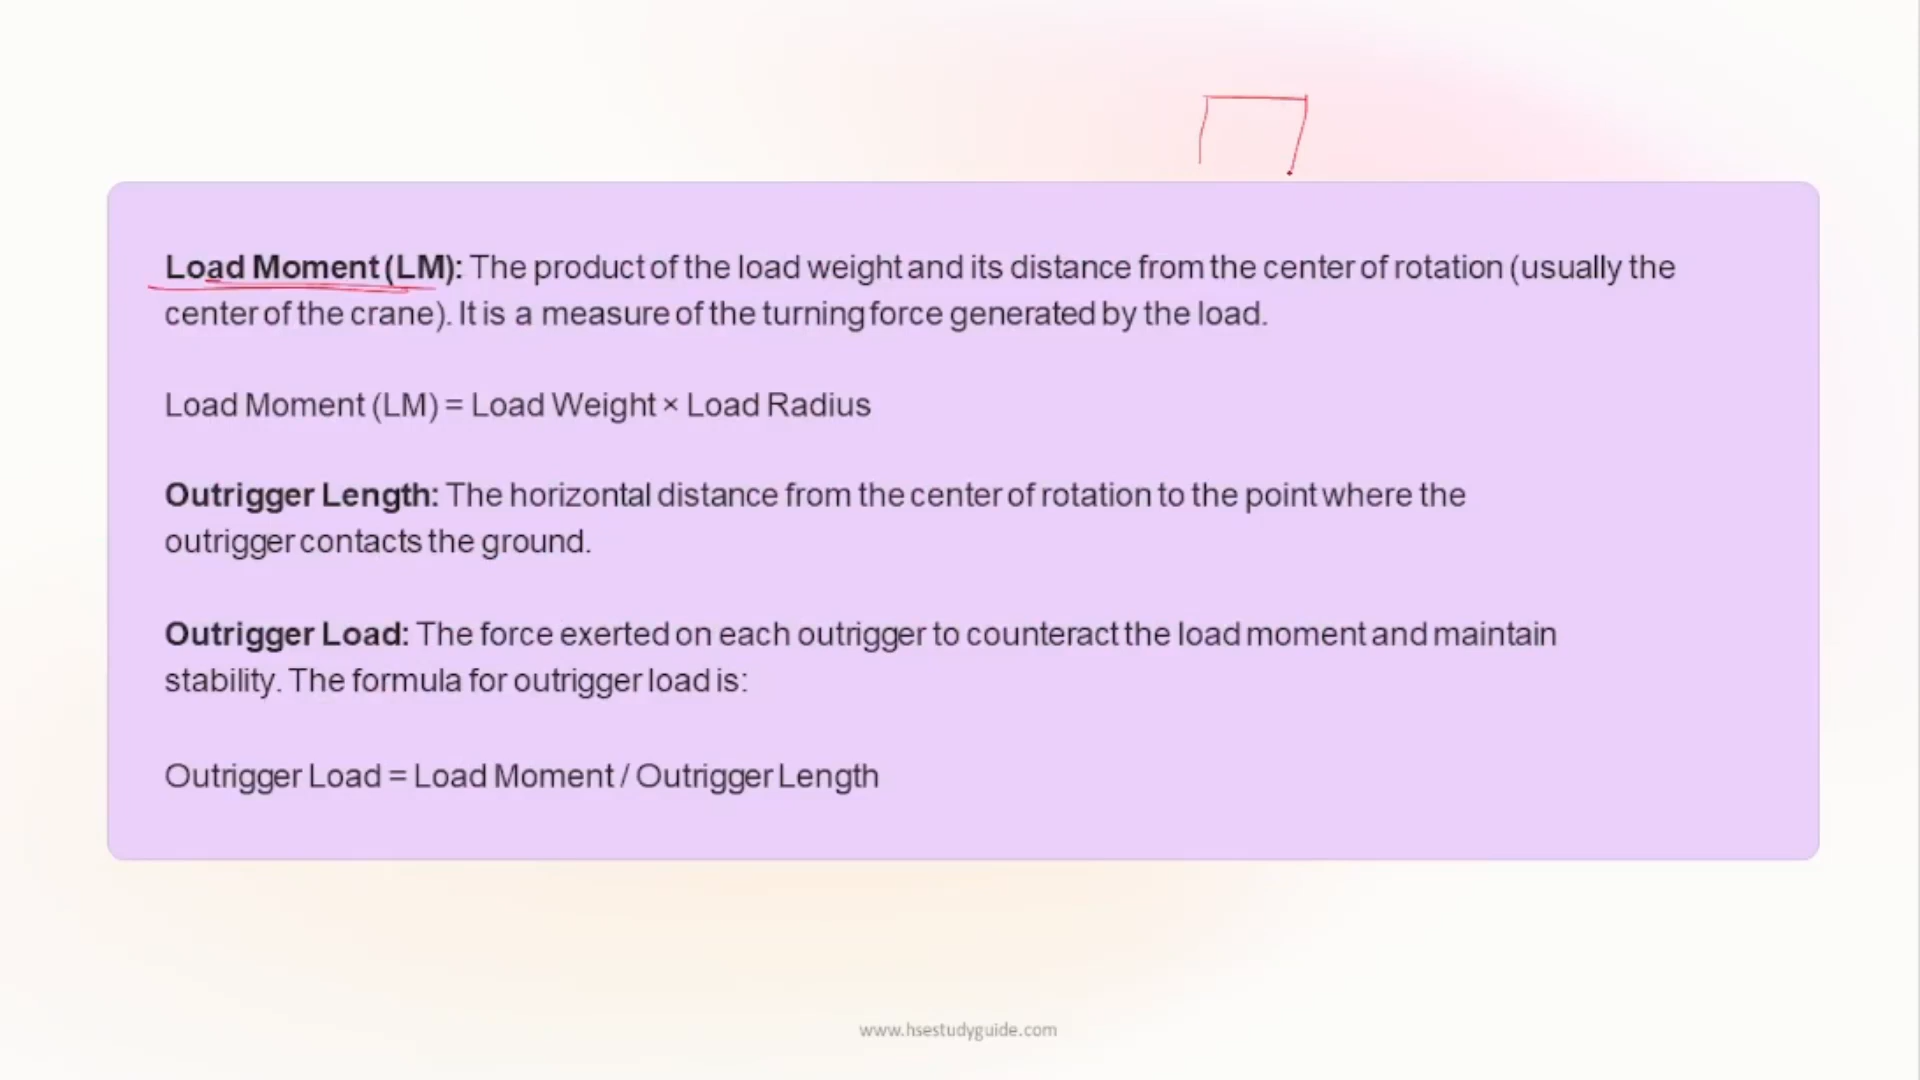 Load Moment (LM): The product of the load weight and its distance from the center of rotation (usually the
center of the crane). It is a measure of the turning force generated by the load.
Load Moment (LM) = Load Weight × Load Radius
Outrigger Length: The horizontal distance from the center of rotation to the point where the
outrigger contacts the ground.
Outrigger Load: The force exerted on each outrigger to counteract the load moment and maintain
stability. The formula for outrigger load is:
Outrigger Load = Load Moment / Outrigger Length
www.hsestudyguide.com